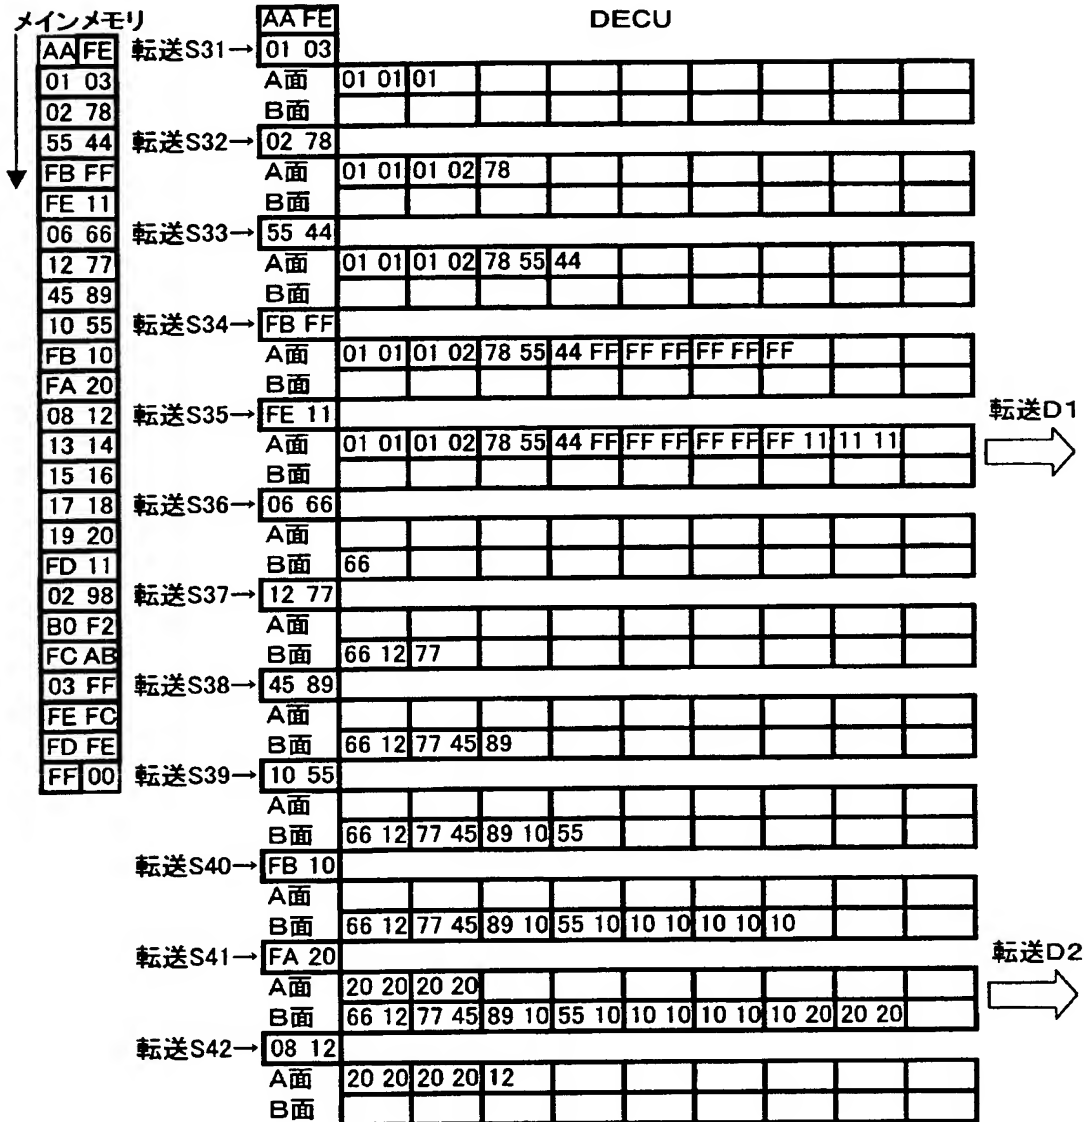 メインメモリ
AA FE
01 03
02 78
55 44
FB FF
FE 11
06 66
12 77
45 89
10 55
FB 10
FA 20
08 12
13 14
15 16
17 18
19 20
FD 11
02 98
B0 F2
FC AB
03 FF
FE FC
FD FE
FF 00
DECU
AA FE
転送S31→ 01 03
A面 01 01 01
B面
転送S32→ 02 78
A面 01 01 01 02 78
B面
転送S33→ 55 44
A面 01 01 01 02 78 55 44
B面
転送S34→ FB FF
A面 01 01 01 02 78 55 44 FF FF FF FF FF FF
B面
転送S35→ FE 11
A面 01 01 01 02 78 55 44 FF FF FF FF FF FF 11 11 11
B面
転送D1
転送S36→ 06 66
A面
B面 66
転送S37→ 12 77
A面
B面 66 12 77
転送S38→ 45 89
A面
B面 66 12 77 45 89
転送S39→ 10 55
A面
B面 66 12 77 45 89 10 55
転送S40→ FB 10
A面
B面 66 12 77 45 89 10 55 10 10 10 10 10 10
転送S41→ FA 20
A面 20 20 20 20
B面 66 12 77 45 89 10 55 10 10 10 10 10 10 20 20 20
転送D2
転送S42→ 08 12
A面 20 20 20 20 12
B面